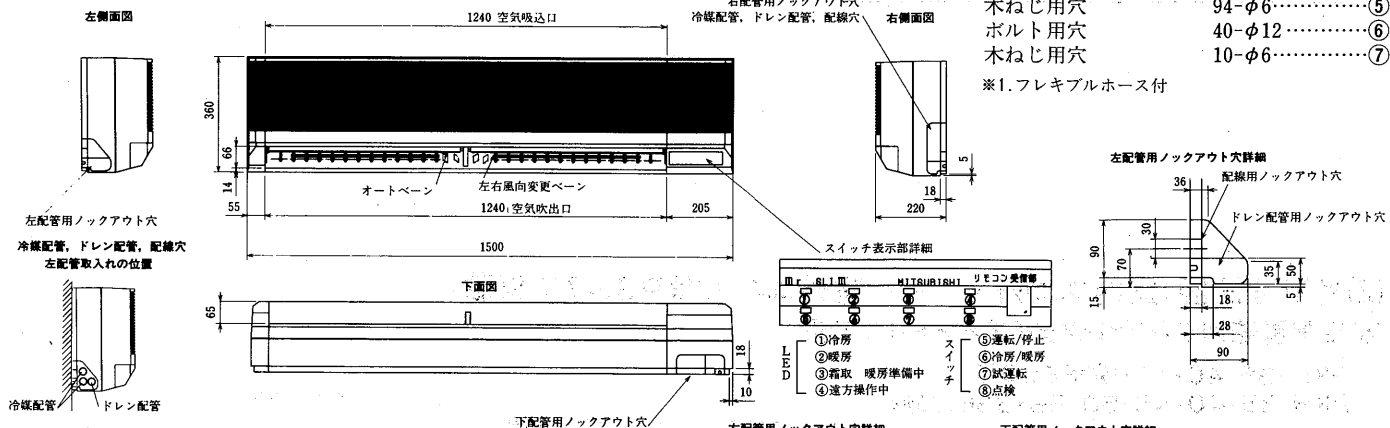 左側面図
1240 空気吸込口
右配管用ノックアウト穴
冷媒配管, ドレン配管, 配線穴
右側面図
木ねじ用穴 94-φ6…………⑤
ボルト用穴 40-φ12…………⑥
木ねじ用穴 10-φ6…………⑦
※1.フレキブルホース付
360
66
14
55
オートベーン
左右風向変更ベーン
1240 空気吹出口
205
1500
左配管用ノックアウト穴
5
18
220
左配管用ノックアウト穴詳細
36
配線用ノックアウト穴
ドレン配管用ノックアウト穴
90
30
70
15
35
50
5
18
28
90
冷媒配管, ドレン配管, 配線穴
左配管取入れの位置
冷媒配管
ドレン配管
下面図
65
18
10
下配管用ノックアウト穴
スイッチ表示部詳細
mr. SLIM
MITSUBISHI
リモコン受信部
LED
①冷房
②暖房
③霜取 暖房準備中
④遠方操作中
スイッチ
⑤運転/停止
⑥冷房/暖房
⑦試運転
⑧点検